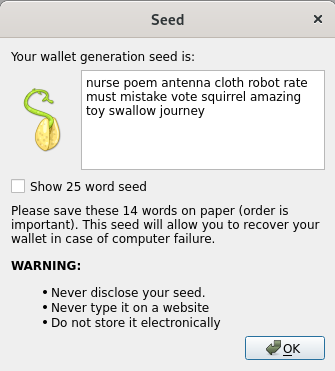 Seed
Your wallet generation seed is:
nurse poem antenna cloth robot rate
must mistake vote squirrel amazing
toy swallow journey
Show 25 word seed
Please save these 14 words on paper (order is
important). This seed will allow you to recover your
wallet in case of computer failure.
WARNING:
• Never disclose your seed.
• Never type it on a website
• Do not store it electronically
OK